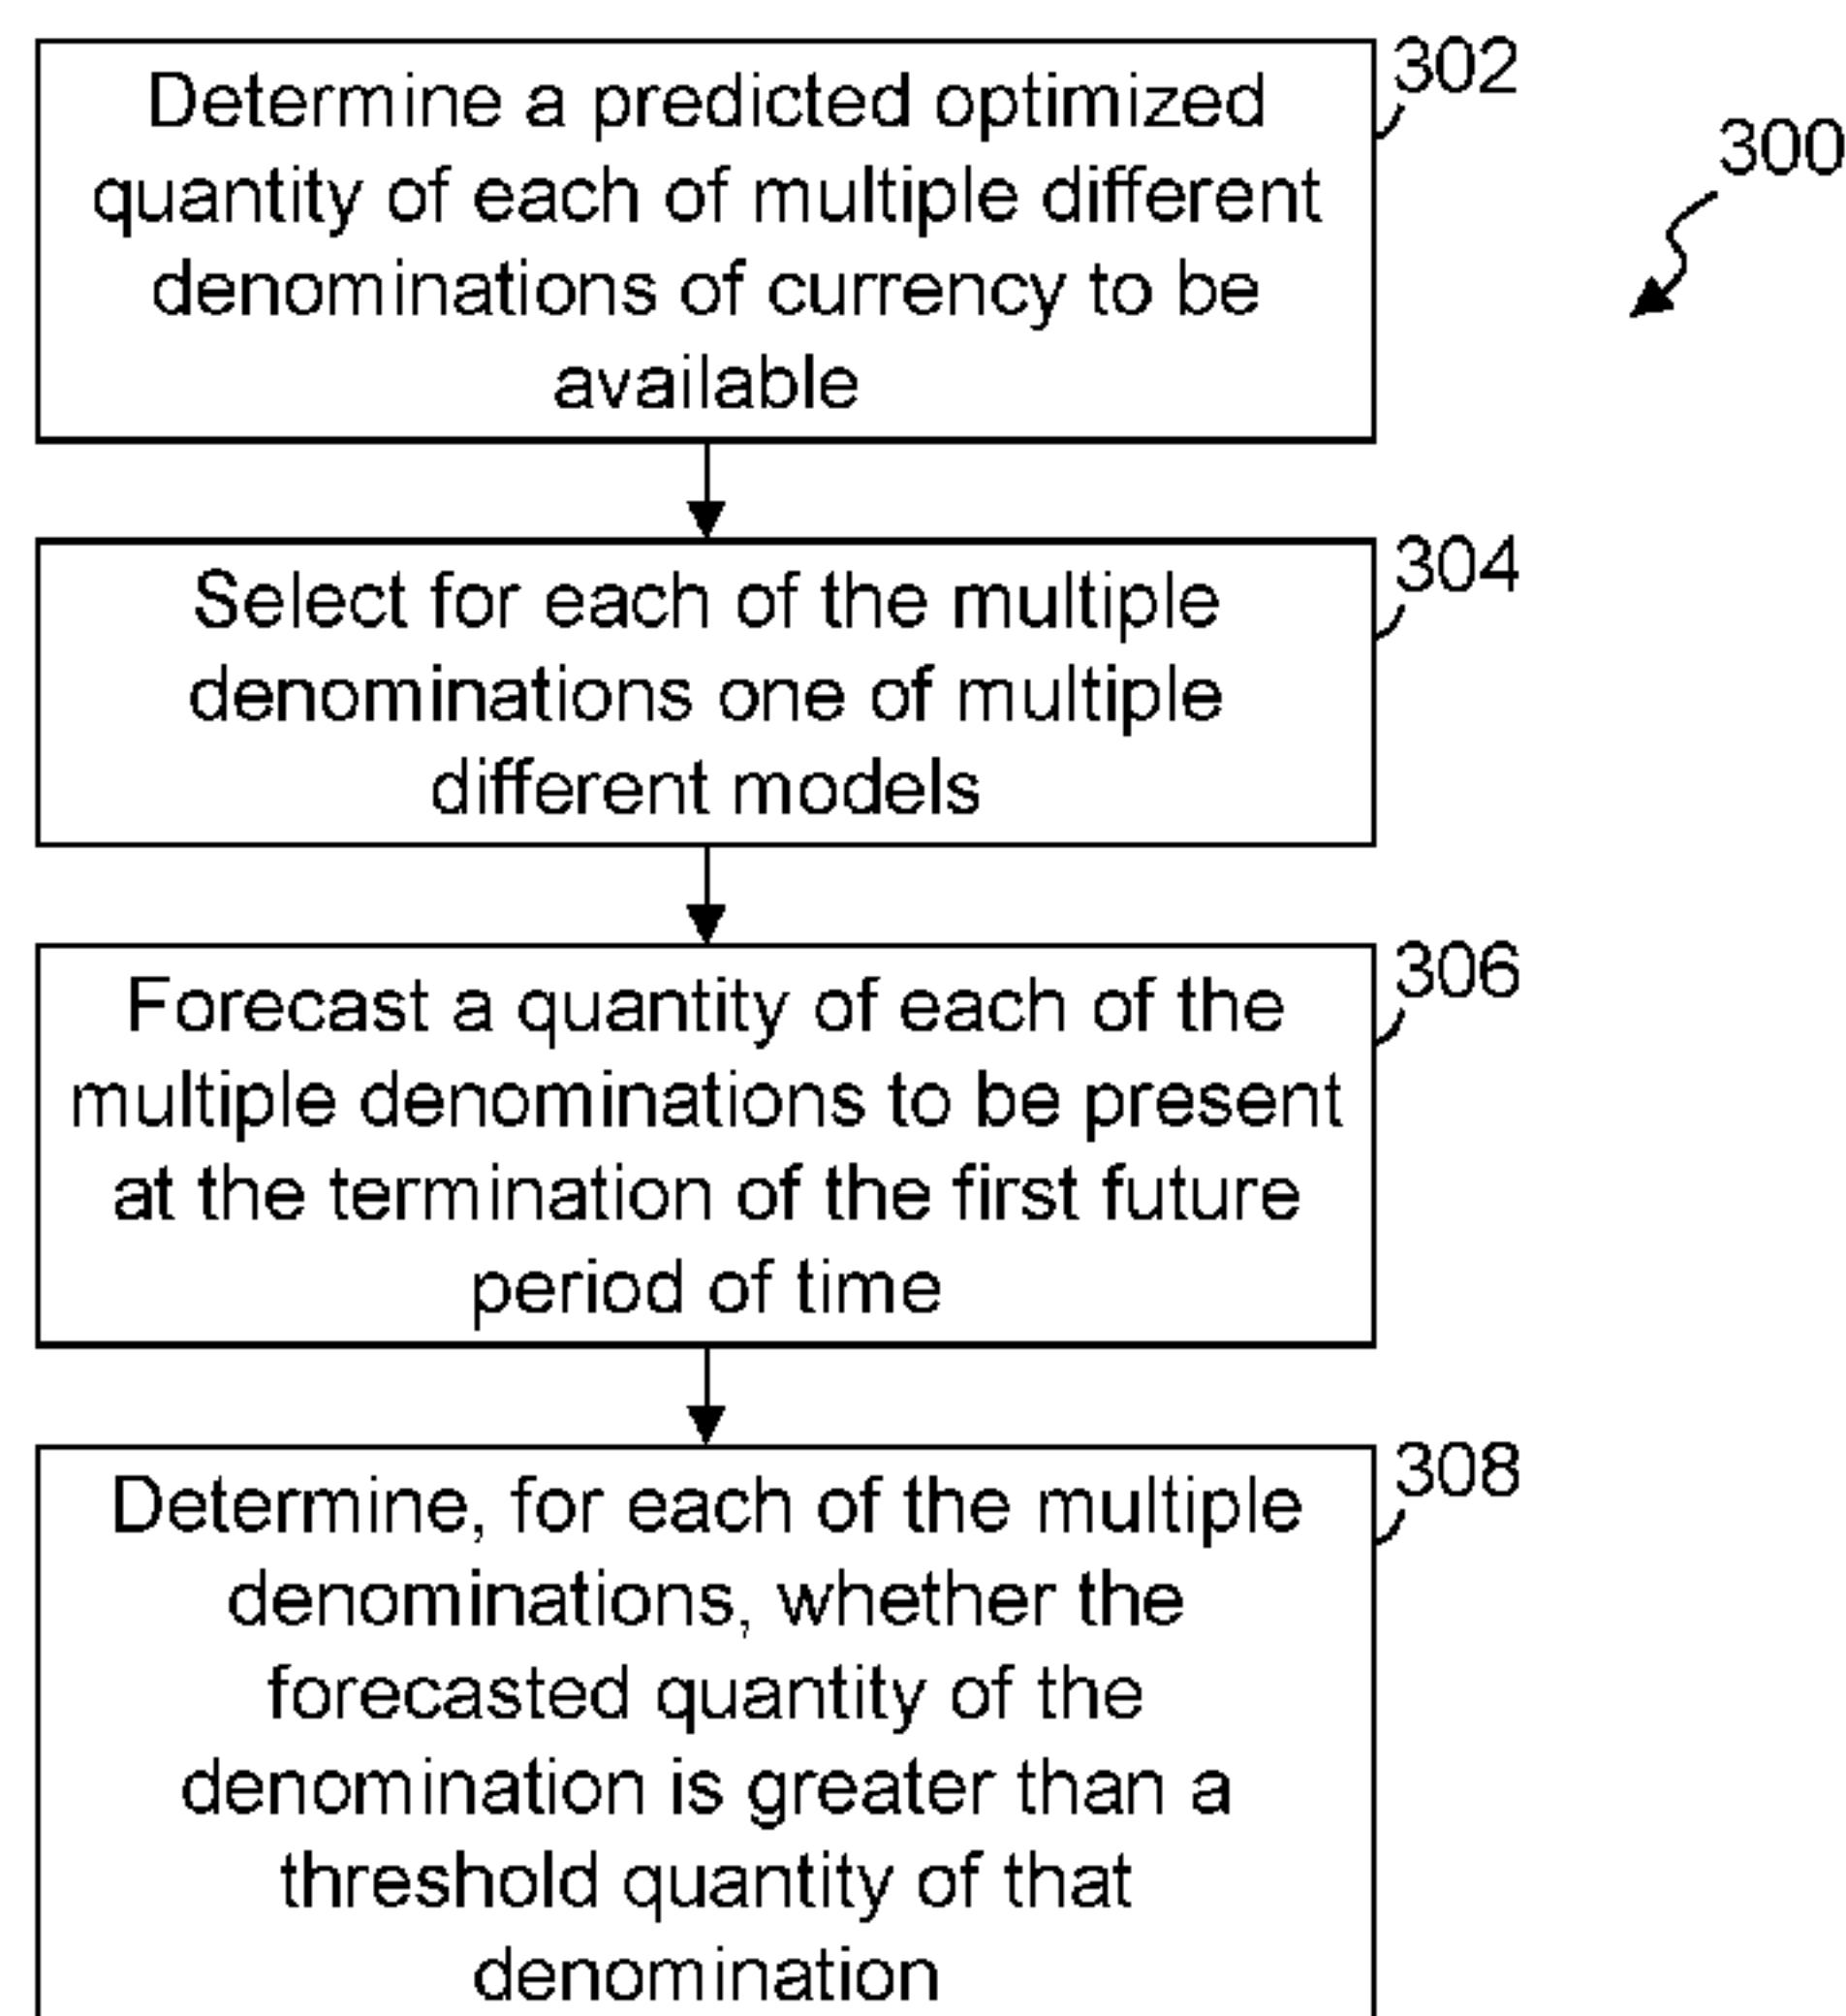 302
Determine a predicted optimized
quantity of each of multiple different
denominations of currency to be
available
300
304
Select for each of the multiple
denominations one of multiple
different models
306
Forecast a quantity of each of the
multiple denominations to be present
at the termination of the first future
period of time
308
Determine, for each of the multiple
denominations, whether the
forecasted quantity of the
denomination is greater than a
threshold quantity of that
denomination